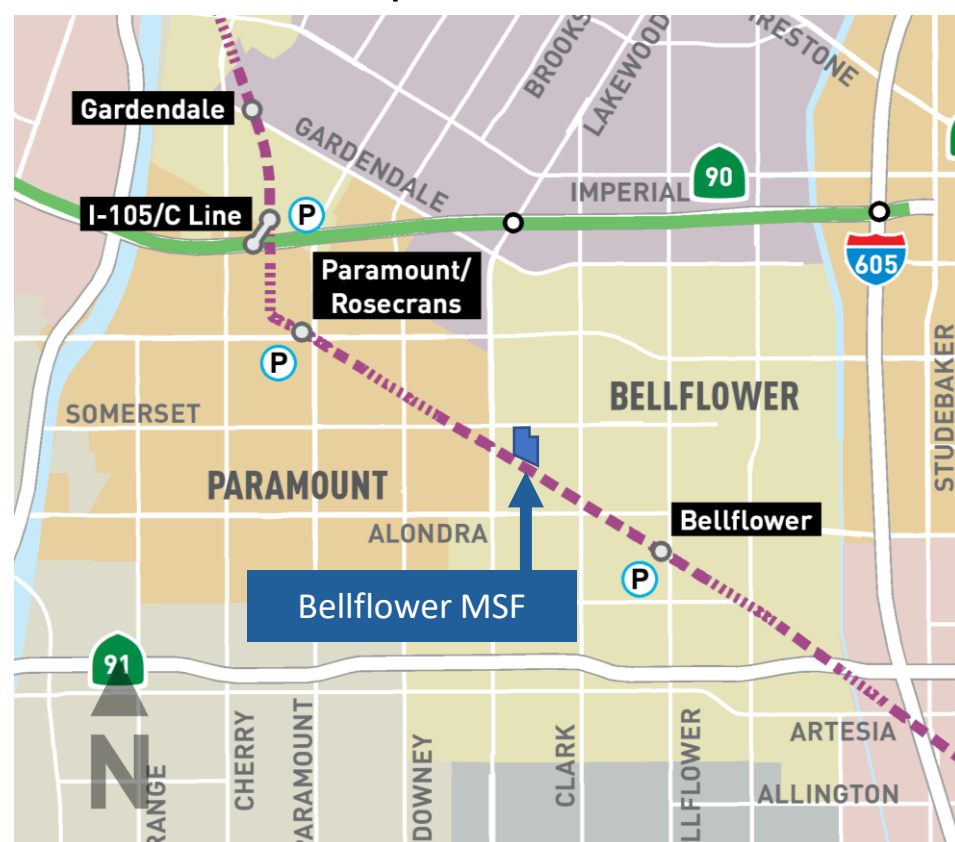 BROOKS
LAKEWOOD
IRESTONE
Gardendale
GARDENDALE
90
IMPERIAL
I-105/C Line
P
605
Paramount/
Rosecrans
P
STUDEBAKER
BELLFLOWER
SOMERSET
PARAMOUNT
ALONDRA
Bellflower
P
Bellflower MSF
91
N
RANGE
CHERRY
PARAMOUNT
DOWNEY
CLARK
LLFLOWER
ARTESIA
ALLINGTON